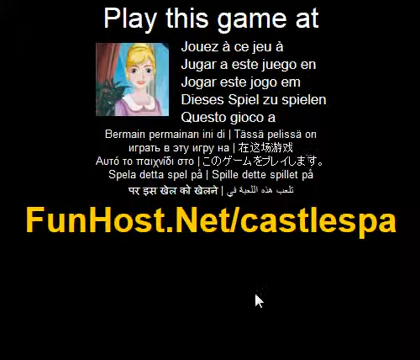 Play this game at
Jouez à ce jeu à
Jugar a este juego en
Jogar este jogo em
Dieses Spiel zu spielen
Questo gioco a
Bermain permainan ini di | Tässä pelissä on
играть в эту игру на | 在这场游戏
Αυτό το παιχνίδι στο | このゲームをプレイします。
Spela detta spel på | Spille dette spillet på
पर इस खेल को खेलने | تلعب هذه اللعبة في
FunHost.Net/castlespa